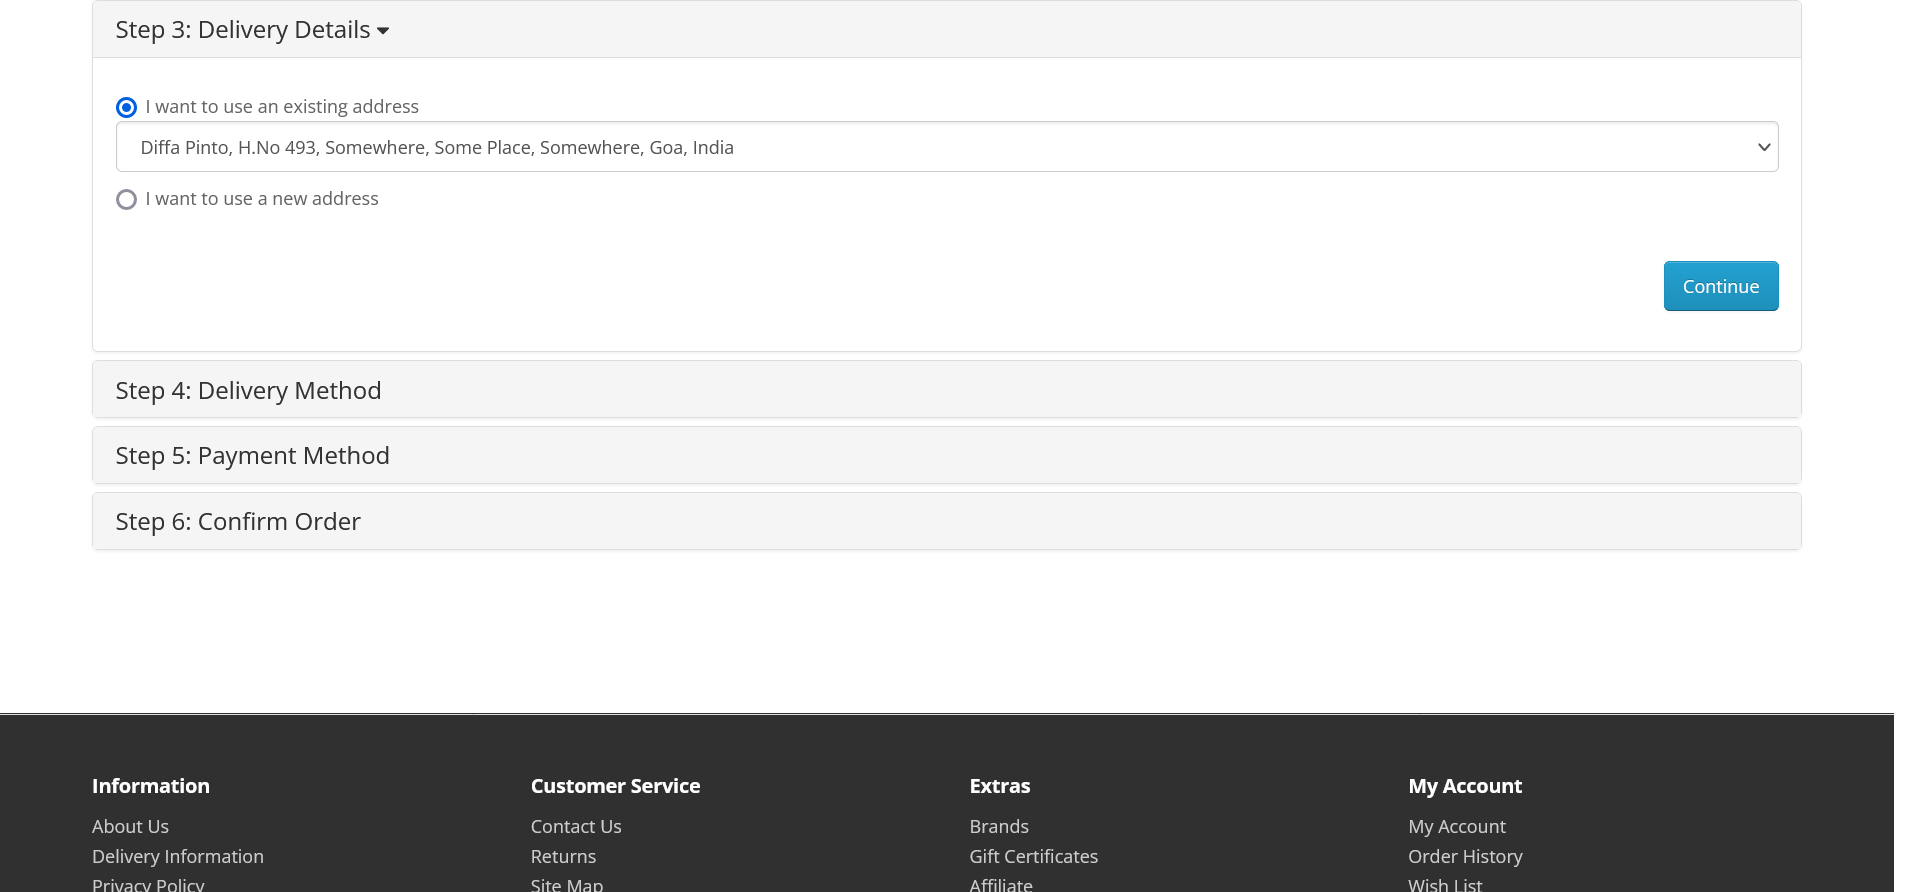 Step 3: Delivery Details
I want to use an existing address
Diffa Pinto, H.No 493, Somewhere, Some Place, Somewhere, Goa, India
I want to use a new address
Continue
Step 4: Delivery Method
Step 5: Payment Method
Step 6: Confirm Order
Information
Customer Service
Extras
My Account
About Us
Contact Us
Brands
My Account
Delivery Information
Returns
Gift Certificates
Order History
Privacy Policy
Site Map
Affiliate
Wish List